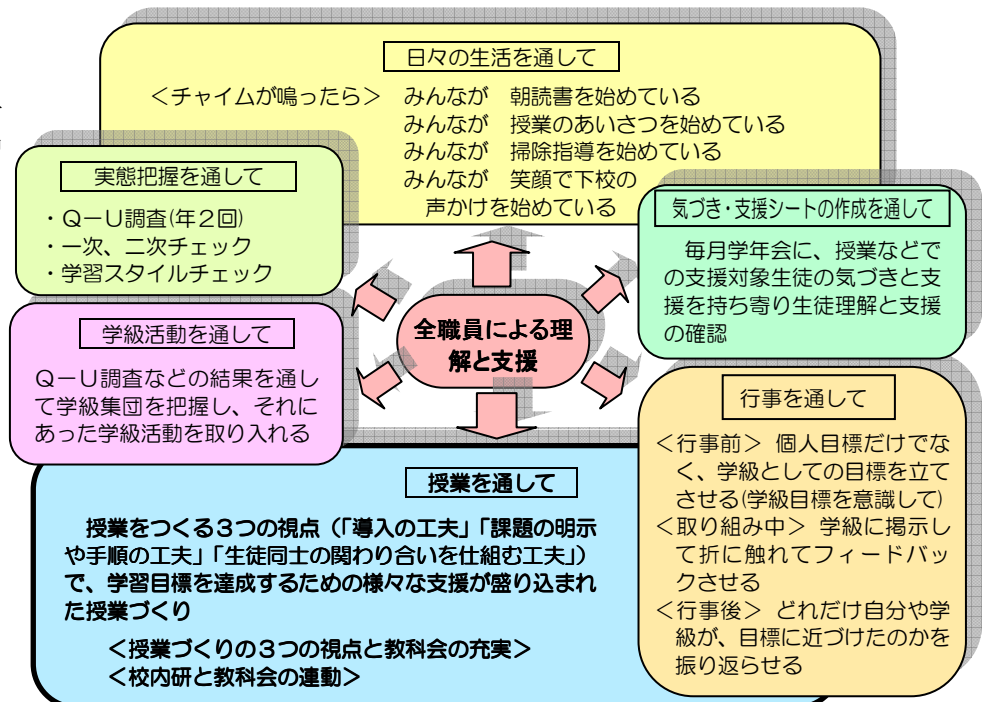 日々の生活を通して
＜チャイムが鳴ったら＞　みんなが　朝読書を始めている
みんなが　授業のあいさつを始めている
みんなが　掃除指導を始めている
みんなが　笑顔で下校の
声かけを始めている
実態把握を通して
・Ｑ－Ｕ調査(年２回)
・一次、二次チェック
・学習スタイルチェック
気づき・支援シートの作成を通して
毎月学年会に、授業などで
の支援対象生徒の気づきと支
援を持ち寄り生徒理解と支援
の確認
全職員による理
解と支援
学級活動を通して
Ｑ－Ｕ調査などの結果を通し
て学級集団を把握し、それに
あった学級活動を取り入れる
行事を通して
＜行事前＞ 個人目標だけでな
く、学級としての目標を立て
させる(学級目標を意識して)
＜取り組み中＞ 学級に掲示し
て折に触れてフィードバッ
クさせる
＜行事後＞ どれだけ自分や学
級が、目標に近づけたのかを
振り返らせる
授業を通して
授業をつくる３つの視点（「導入の工夫」「課題の明示
や手順の工夫」「生徒同士の関わり合いを仕組む工夫」）
で、学習目標を達成するための様々な支援が盛り込まれ
た授業づくり
＜授業づくりの３つの視点と教科会の充実＞
＜校内研と教科会の連動＞